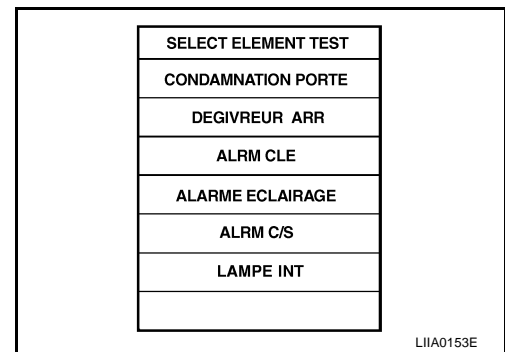 SELECT ELEMENT TEST
CONDAMNATION PORTE
DEGIVREUR ARR
ALRM CLE
ALARME ECLAIRAGE
ALRM C/S
LAMPE INT
LIIA0153E